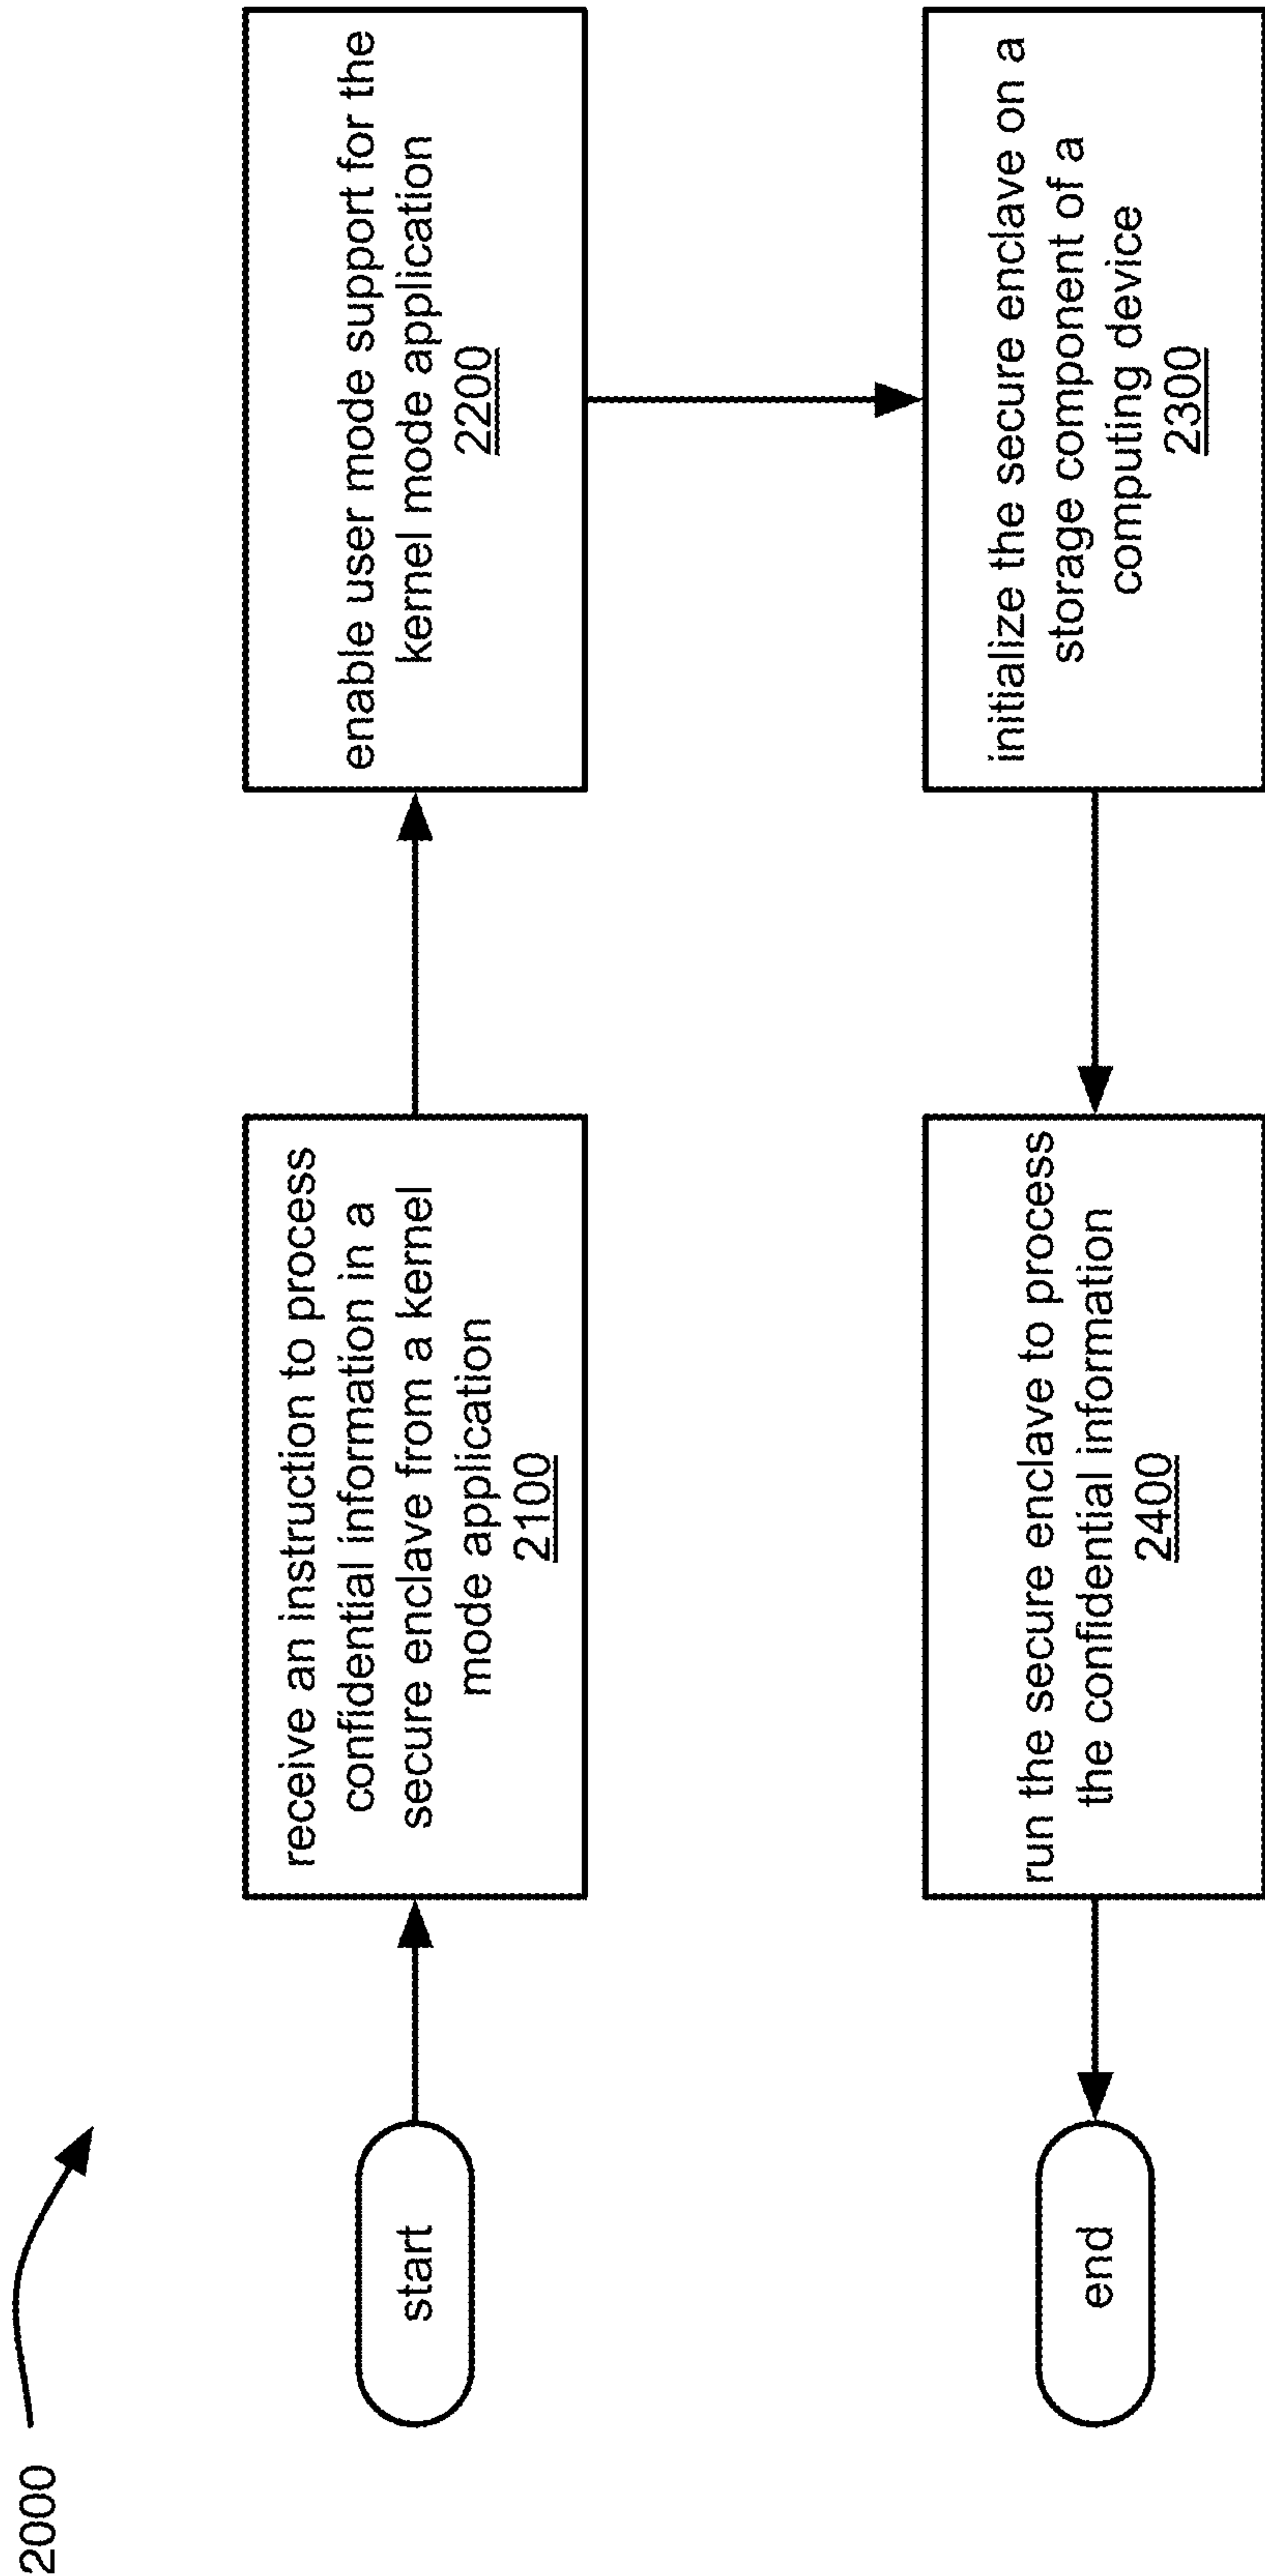 2000
start
receive an instruction to process
confidential information in a
secure enclave from a kernel
mode application
2100
enable user mode support for the
kernel mode application
2200
initialize the secure enclave on a
storage component of a
computing device
2300
run the secure enclave to process
the confidential information
2400
end